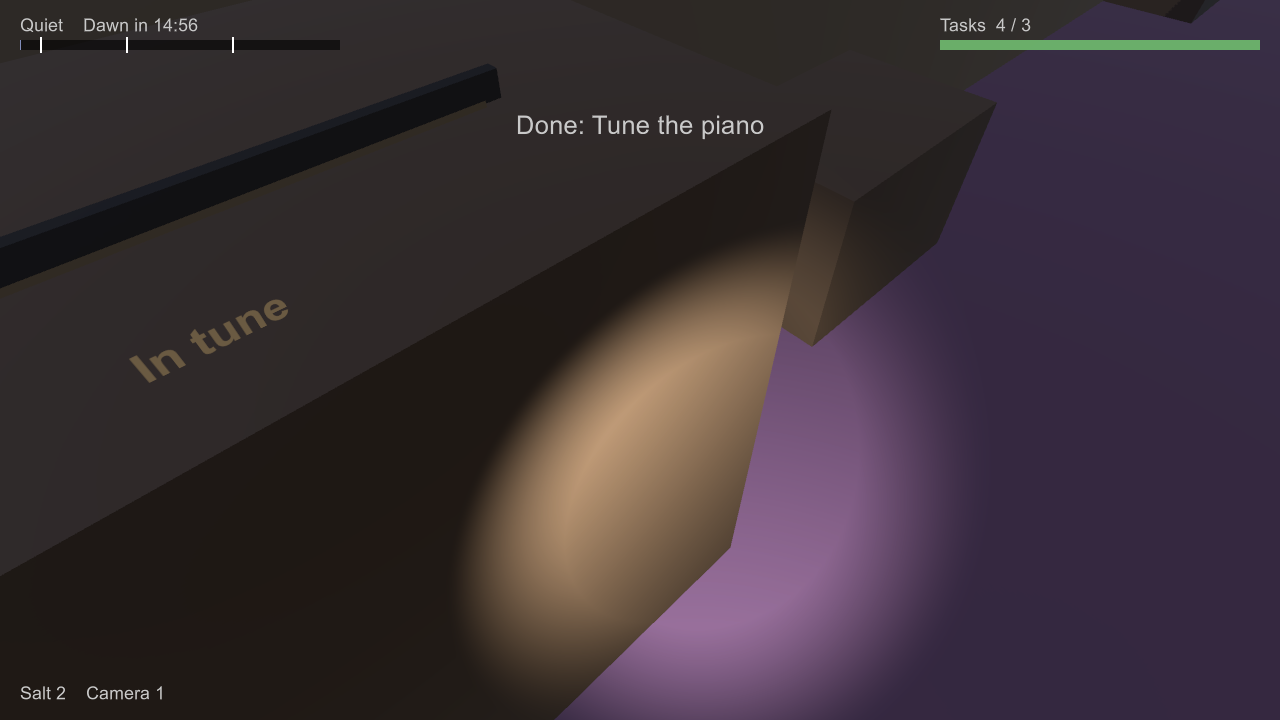 Quiet Dawn in 14:56
Tasks 4 / 3
Done: Tune the piano
In tune
Salt 2 Camera 1